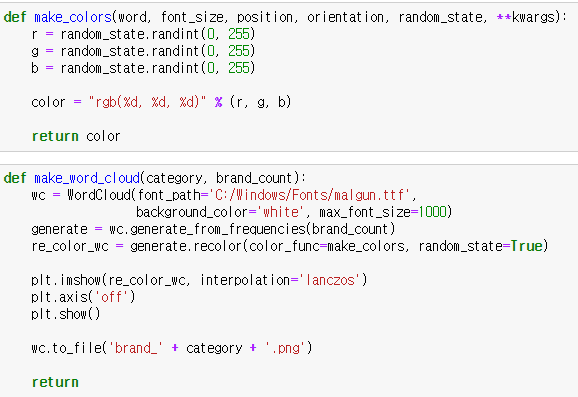 def make_colors(word, font_size, position, orientation, random_state, **kwargs):
    r = random_state.randint(0, 255)
    g = random_state.randint(0, 255)
    b = random_state.randint(0, 255)

    color = "rgb(%d, %d, %d)" % (r, g, b)

    return color

def make_word_cloud(category, brand_count):
    wc = WordCloud(font_path='C:/Windows/Fonts/malgun.ttf',
                   background_color='white', max_font_size=1000)
    generate = wc.generate_from_frequencies(brand_count)
    re_color_wc = generate.recolor(color_func=make_colors, random_state=True)

    plt.imshow(re_color_wc, interpolation='lanczos')
    plt.axis('off')
    plt.show()

    wc.to_file('brand_' + category + '.png')

    return